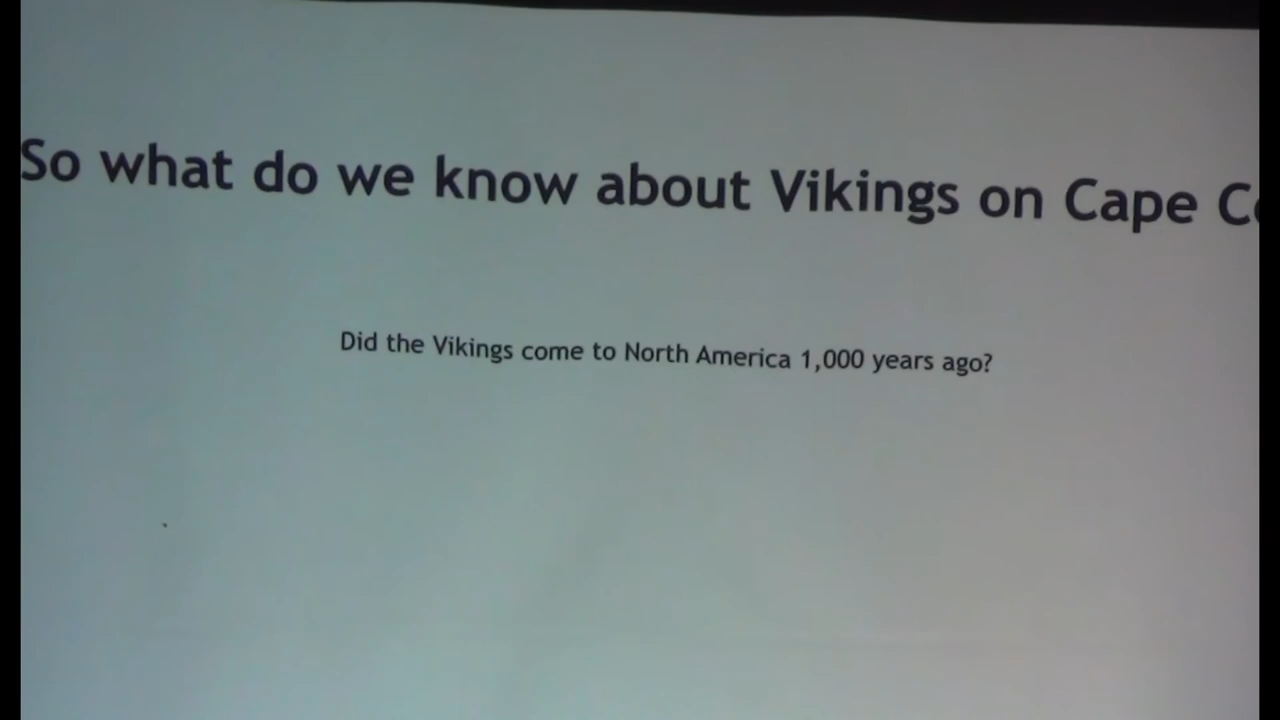 So what do we know about Vikings on Cape
Did the Vikings come to North America 1,000 years ago?